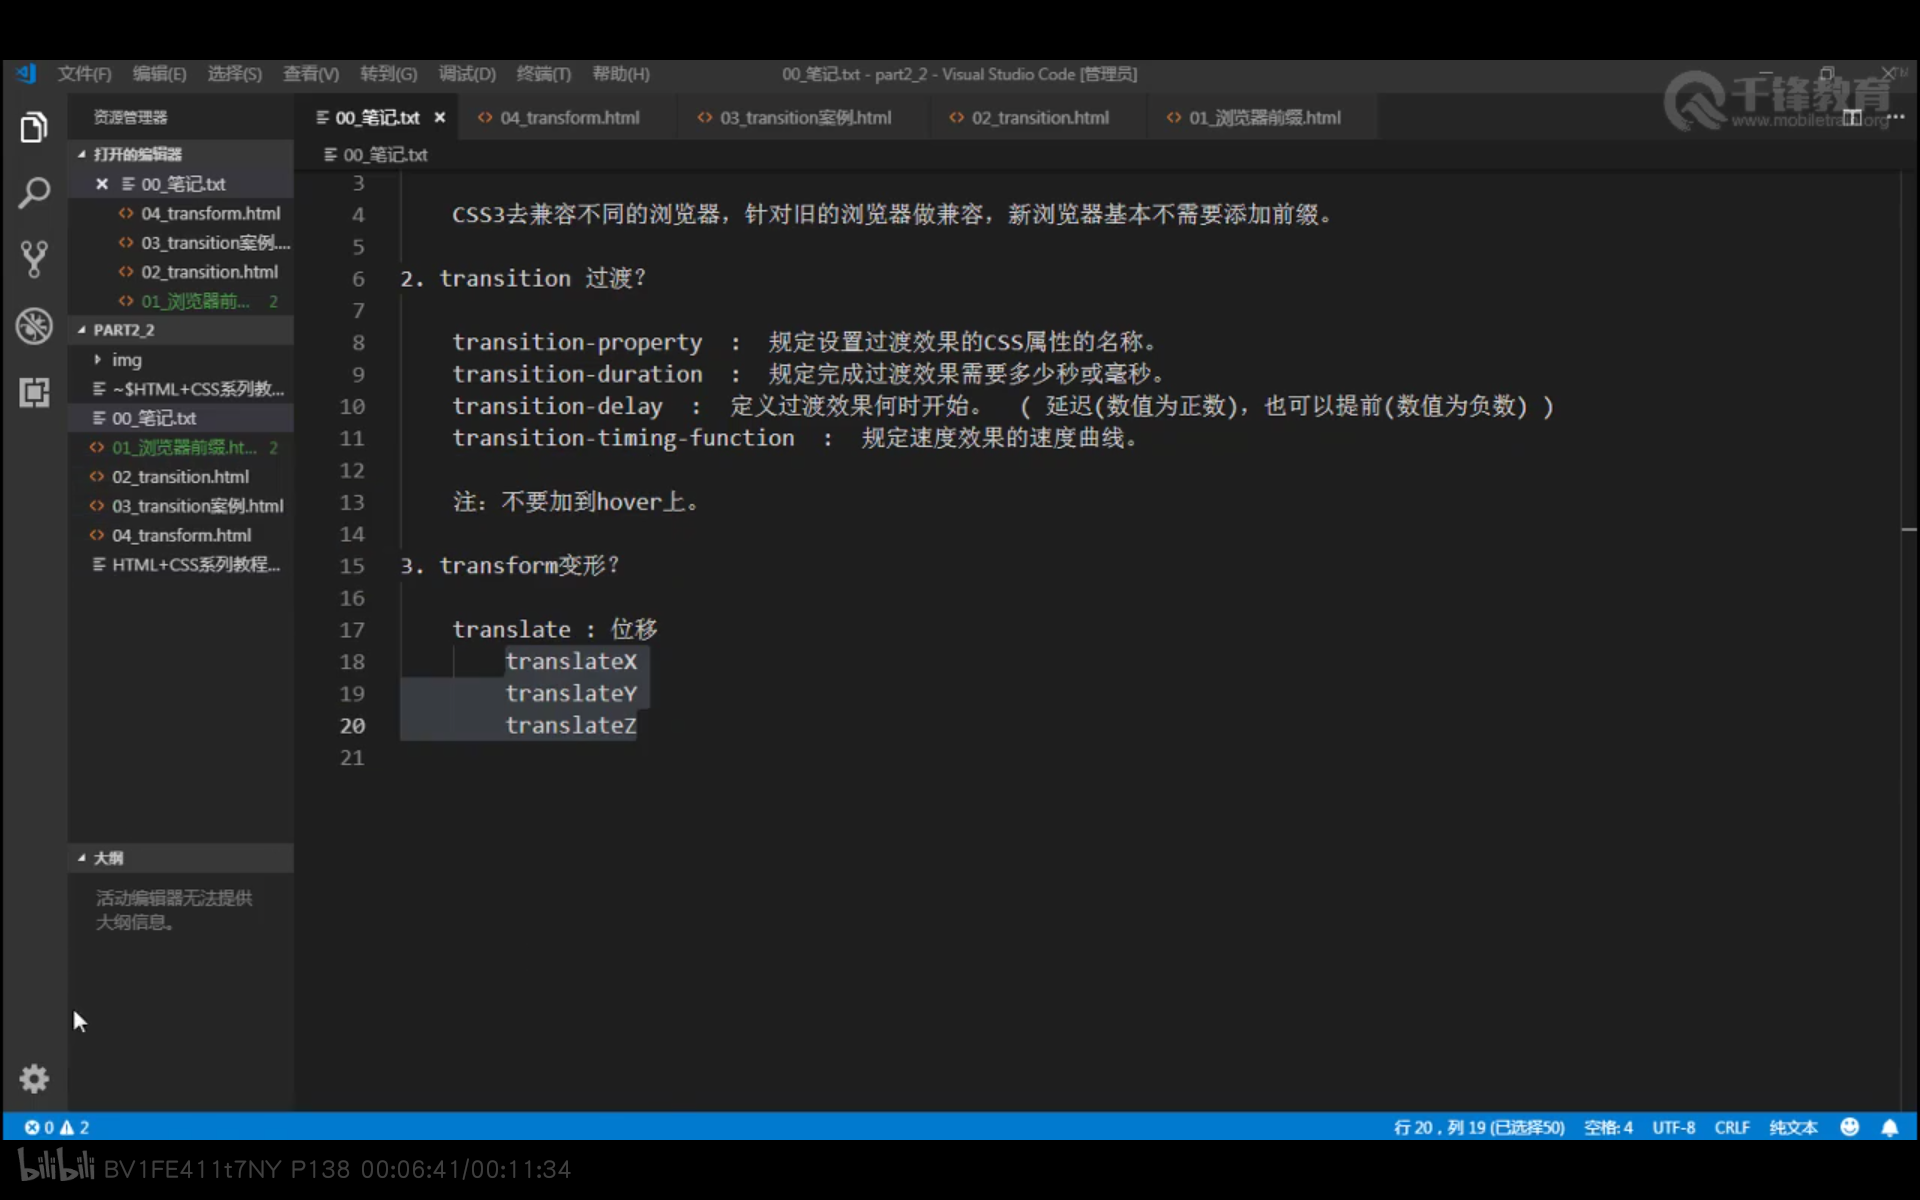 文件(F) 编辑(E) 选择(S) 查看(V) 转到(G) 调试(D) 终端(T) 帮助(H)
00_笔记.txt - part2_2 - Visual Studio Code [管理员]
千锋教育
资源管理器
00_笔记.txt
04_transform.html
03_transition案例.html
02_transition.html
01_浏览器前缀.html
打开的编辑器
00_笔记.txt
04_transform.html
03_transition案例....
02_transition.html
01_浏览器前... 2
PART2_2
img
~$HTML+CSS系列教...
00_笔记.txt
01_浏览器前缀.ht... 2
02_transition.html
03_transition案例.html
04_transform.html
HTML+CSS系列教程...
大纲
活动编辑器无法提供
大纲信息。
00_笔记.txt
3
4 CSS3去兼容不同的浏览器，针对旧的浏览器做兼容，新浏览器基本不需要添加前缀。
5
6 2. transition 过渡？
7
8 transition-property ： 规定设置过渡效果的CSS属性的名称。
9 transition-duration ： 规定完成过渡效果需要多少秒或毫秒。
10 transition-delay ： 定义过渡效果何时开始。 ( 延迟(数值为正数)，也可以提前(数值为负数) )
11 transition-timing-function ： 规定速度效果的速度曲线。
12
13 注：不要加到hover上。
14
15 3. transform变形？
16
17 translate : 位移
18 translateX
19 translateY
20 translateZ
21
0 2
行 20，列 19 (已选择50) 空格: 4 UTF-8 CRLF 纯文本
bilibili BV1FE411t7NY P138 00:06:41/00:11:34